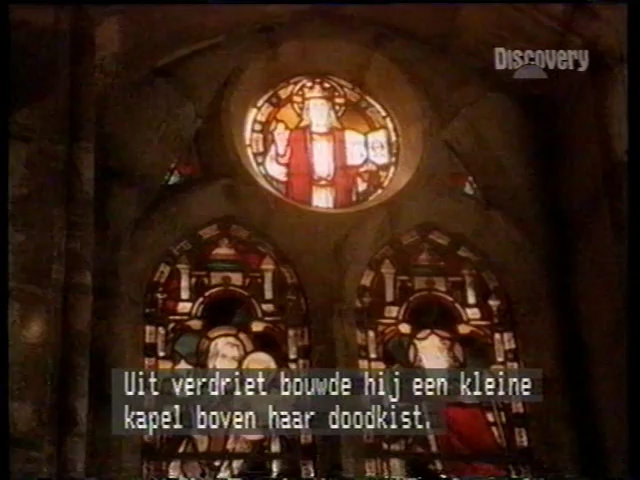 Discovery
Uit verdriet bouwde hij een kleine
kapel boven haar doodkist.